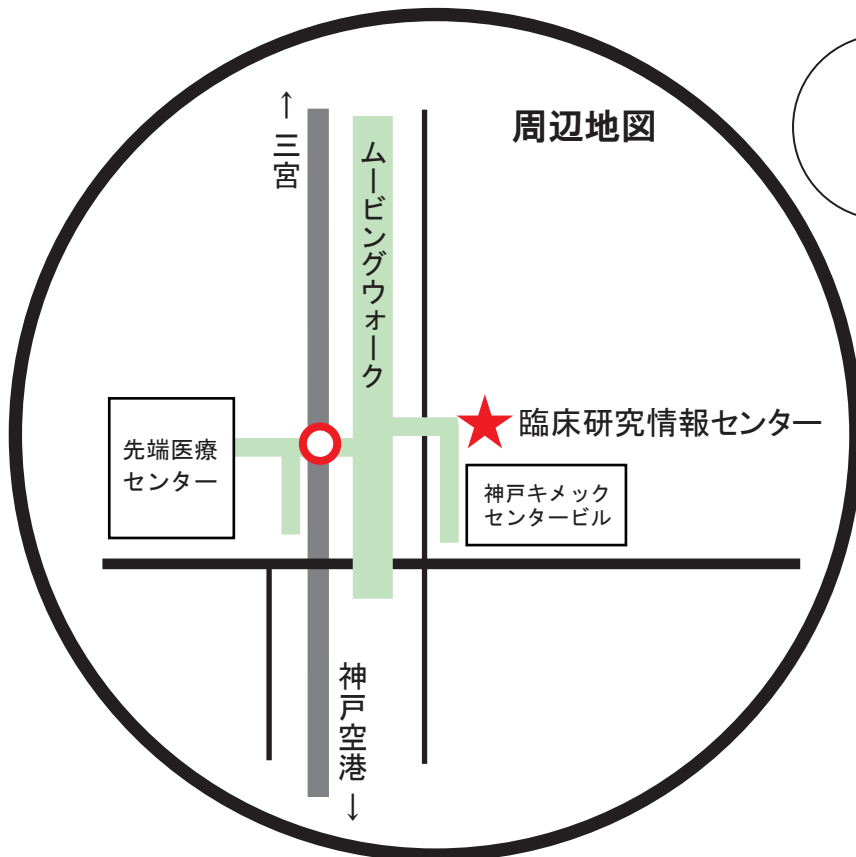 周辺地図
↑三宮
ムービングウォーク
臨床研究情報センター
先端医療
センター
神戸キメック
センタービル
神戸空港↓